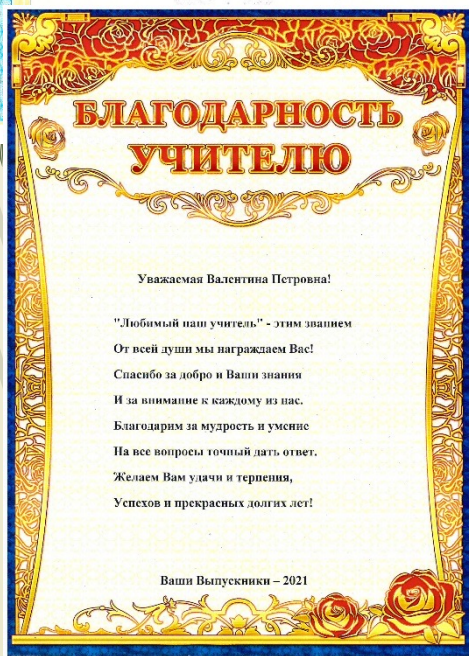 БЛАГОДАРНОСТЬ
УЧИТЕЛЮ
Уважаемая Валентина Петровна!
"Любимый наш учитель" - этим званием
От всей души мы награждаем Вас!
Спасибо за добро и Ваши знания
И за внимание к каждому из нас.
Благодарим за мудрость и умение
На все вопросы точный дать ответ.
Желаем Вам удачи и терпения,
Успехов и прекрасных долгих лет!
Ваши Выпускники – 2021